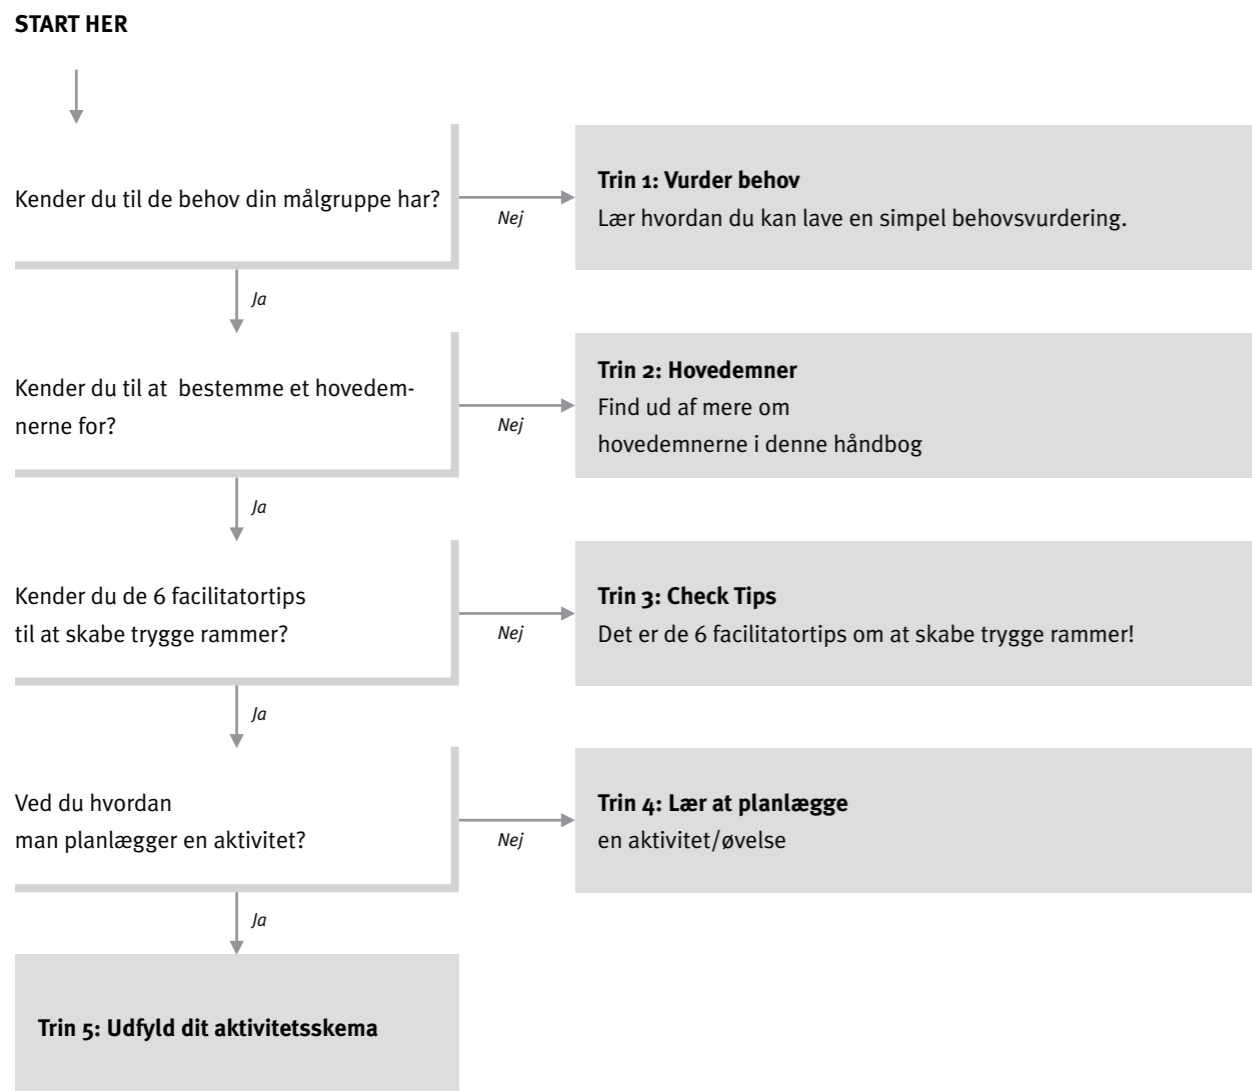 START HER
Kender du til de behov din målgruppe har?
Nej
Trin 1: Vurder behov
Lær hvordan du kan lave en simpel behovsvurdering.
Ja
Kender du til at  bestemme et hovedem-
nerne for?
Nej
Trin 2: Hovedemner
Find ud af mere om
hovedemnerne i denne håndbog
Ja
Kender du de 6 facilitatortips
til at skabe trygge rammer?
Nej
Trin 3: Check Tips
Det er de 6 facilitatortips om at skabe trygge rammer!
Ja
Ved du hvordan
man planlægger en aktivitet?
Nej
Trin 4: Lær at planlægge
en aktivitet/øvelse
Ja
Trin 5: Udfyld dit aktivitetsskema